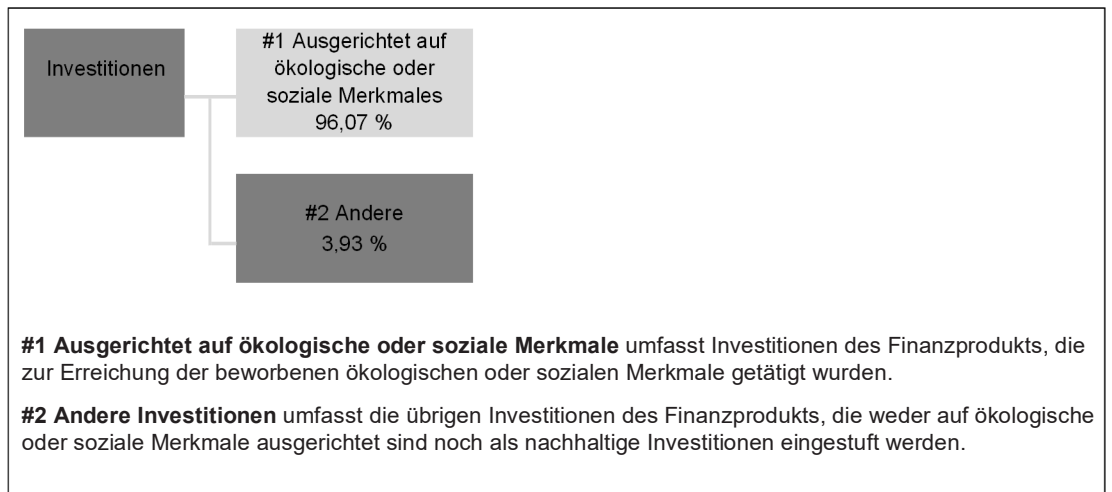 Investitionen
#1 Ausgerichtet auf
ökologische oder
soziale Merkmales
96,07 %
#2 Andere
3,93 %
#1 Ausgerichtet auf ökologische oder soziale Merkmale umfasst Investitionen des Finanzprodukts, die
zur Erreichung der beworbenen ökologischen oder sozialen Merkmale getätigt wurden.
#2 Andere Investitionen umfasst die übrigen Investitionen des Finanzprodukts, die weder auf ökologische
oder soziale Merkmale ausgerichtet sind noch als nachhaltige Investitionen eingestuft werden.